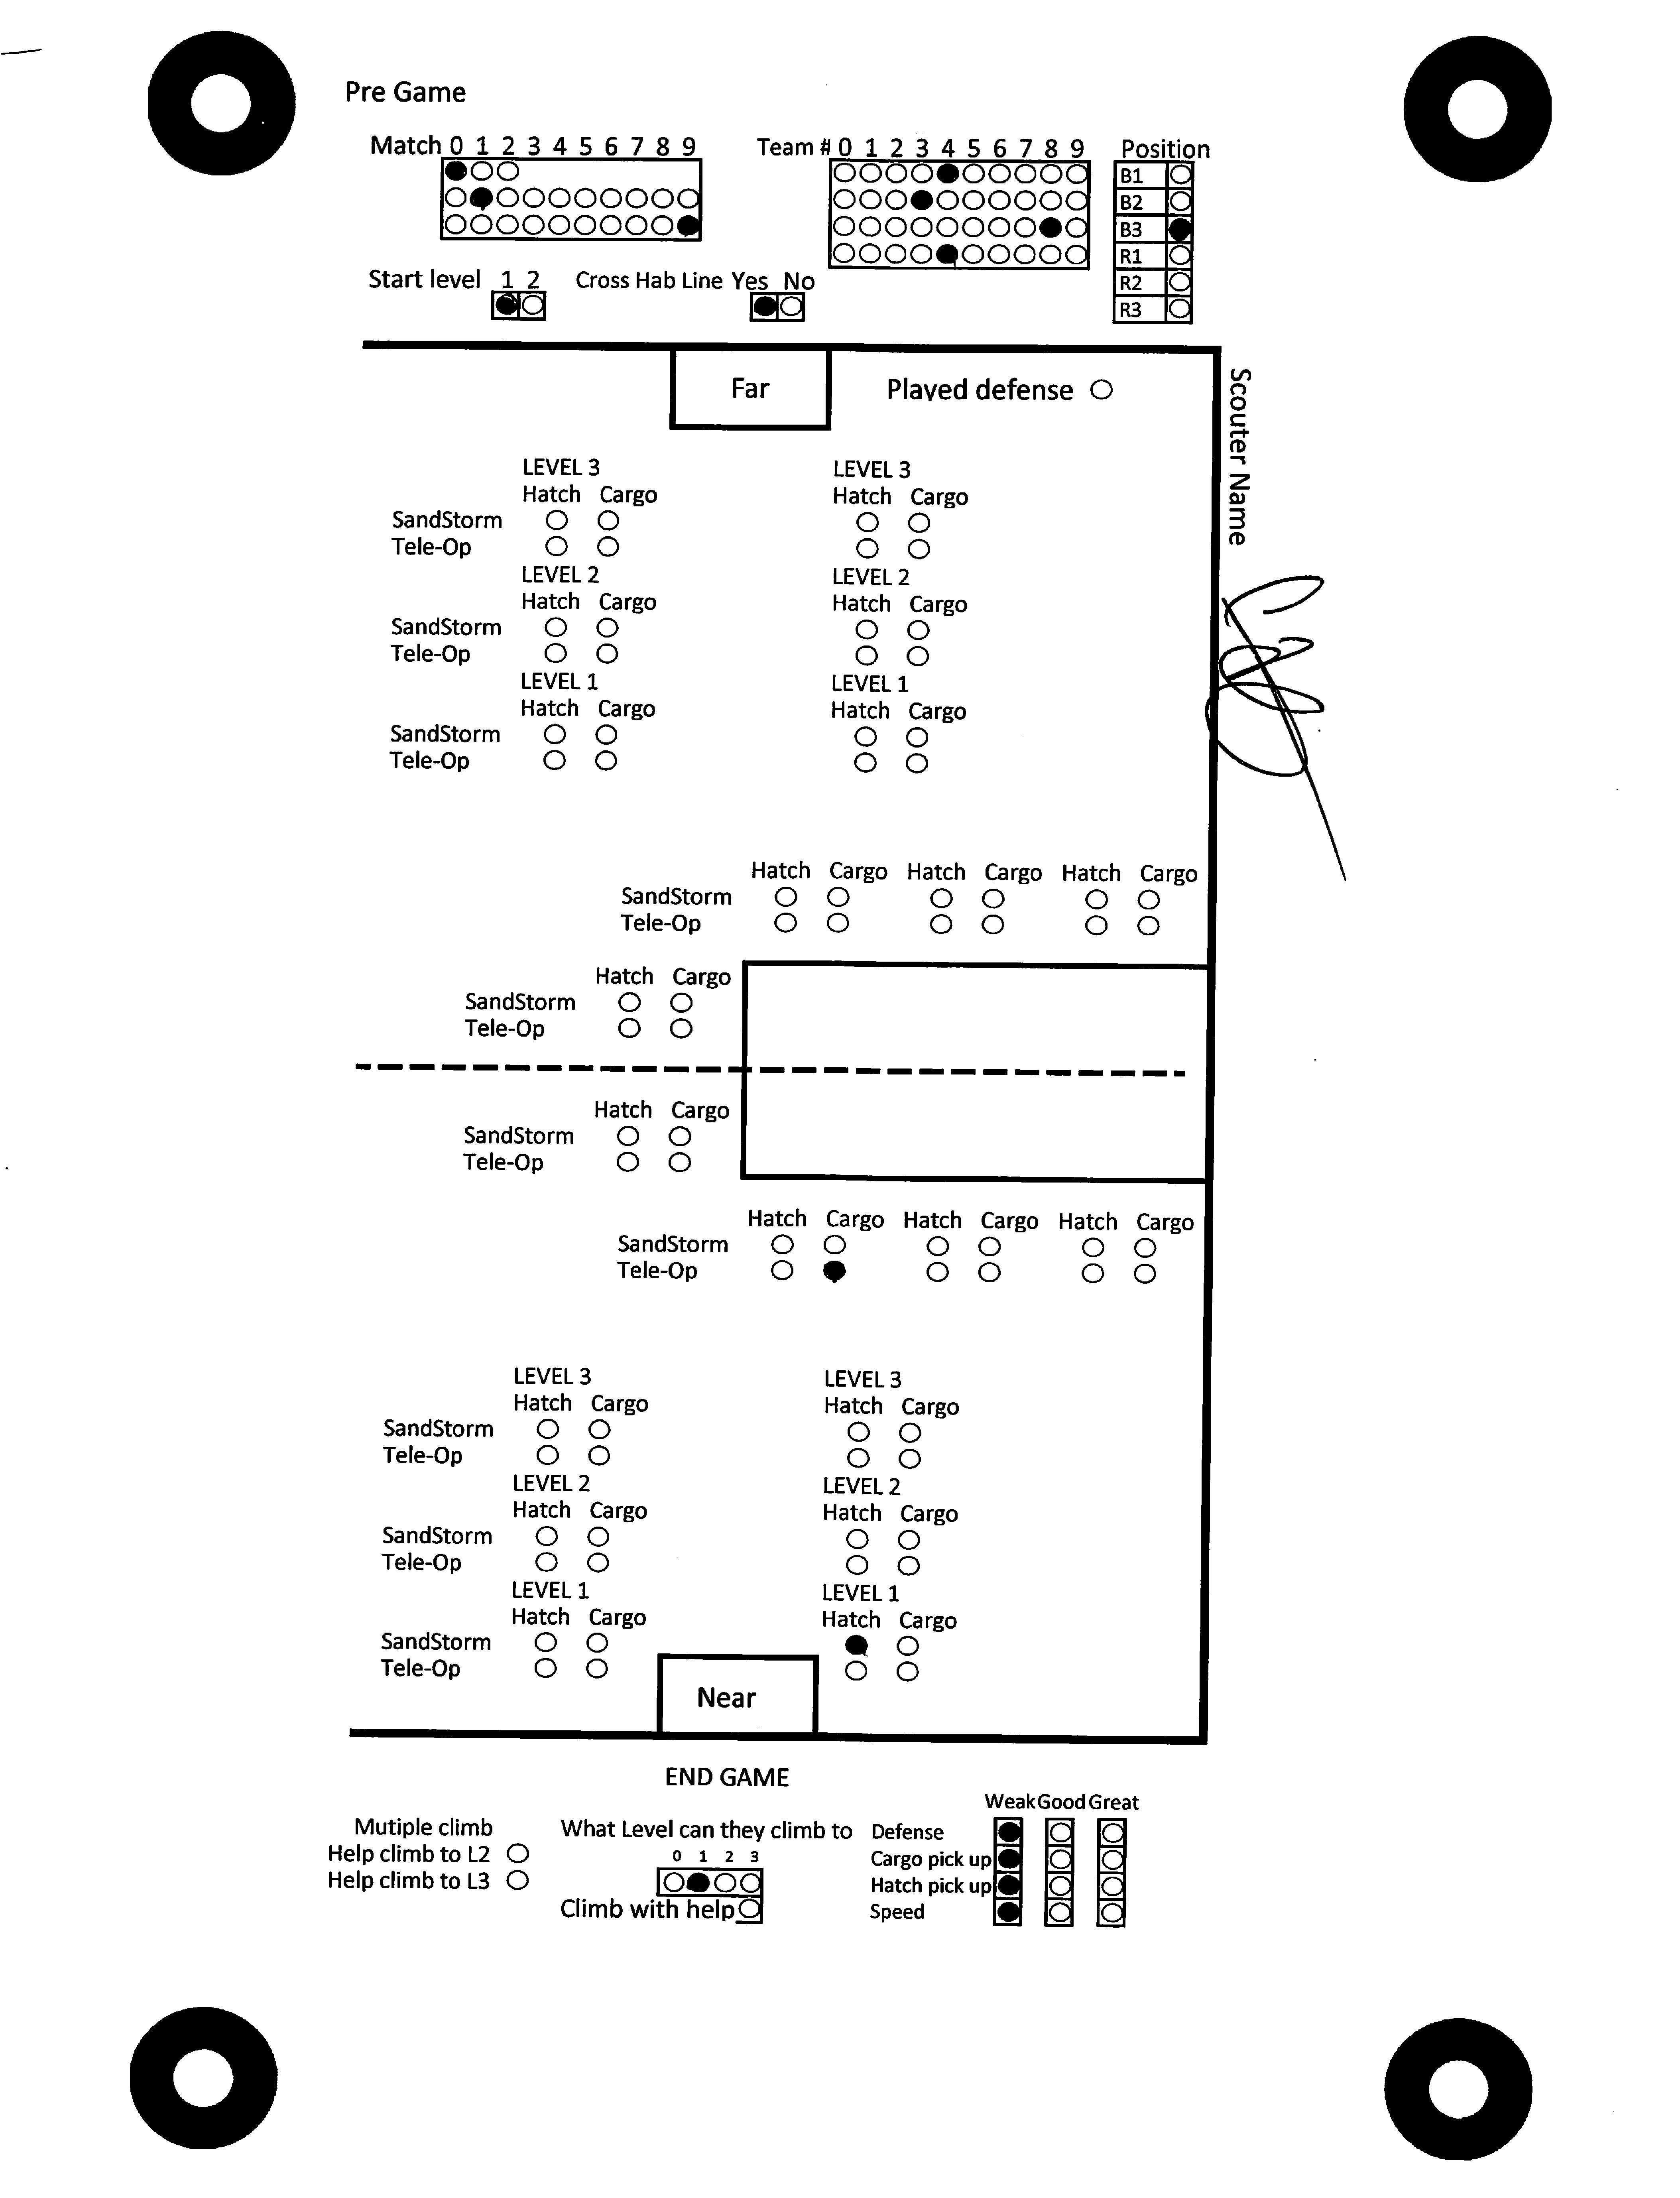 Pre Game
Match 0 1 2 3 4 5 6 7 8 9
Team # 0 1 2 3 4 5 6 7 8 9
Position
B1
B2
B3
R1
R2
R3
Start level 1 2
Cross Hab Line Yes No
Far
Played defense
Scouter Name
LEVEL 3 LEVEL 3
Hatch Cargo Hatch Cargo
SandStorm
Tele-Op
LEVEL 2 LEVEL 2
Hatch Cargo Hatch Cargo
SandStorm
Tele-Op
LEVEL 1 LEVEL 1
Hatch Cargo Hatch Cargo
SandStorm
Tele-Op
Hatch Cargo Hatch Cargo Hatch Cargo
SandStorm
Tele-Op
Hatch Cargo
SandStorm
Tele-Op
Hatch Cargo
SandStorm
Tele-Op
Hatch Cargo Hatch Cargo Hatch Cargo
SandStorm
Tele-Op
LEVEL 3 LEVEL 3
Hatch Cargo Hatch Cargo
SandStorm
Tele-Op
LEVEL 2 LEVEL 2
Hatch Cargo Hatch Cargo
SandStorm
Tele-Op
LEVEL 1 LEVEL 1
Hatch Cargo Hatch Cargo
SandStorm
Tele-Op
Near
END GAME
Mutiple climb
Help climb to L2
Help climb to L3
What Level can they climb to
0 1 2 3
Climb with help
Weak Good Great
Defense
Cargo pick up
Hatch pick up
Speed